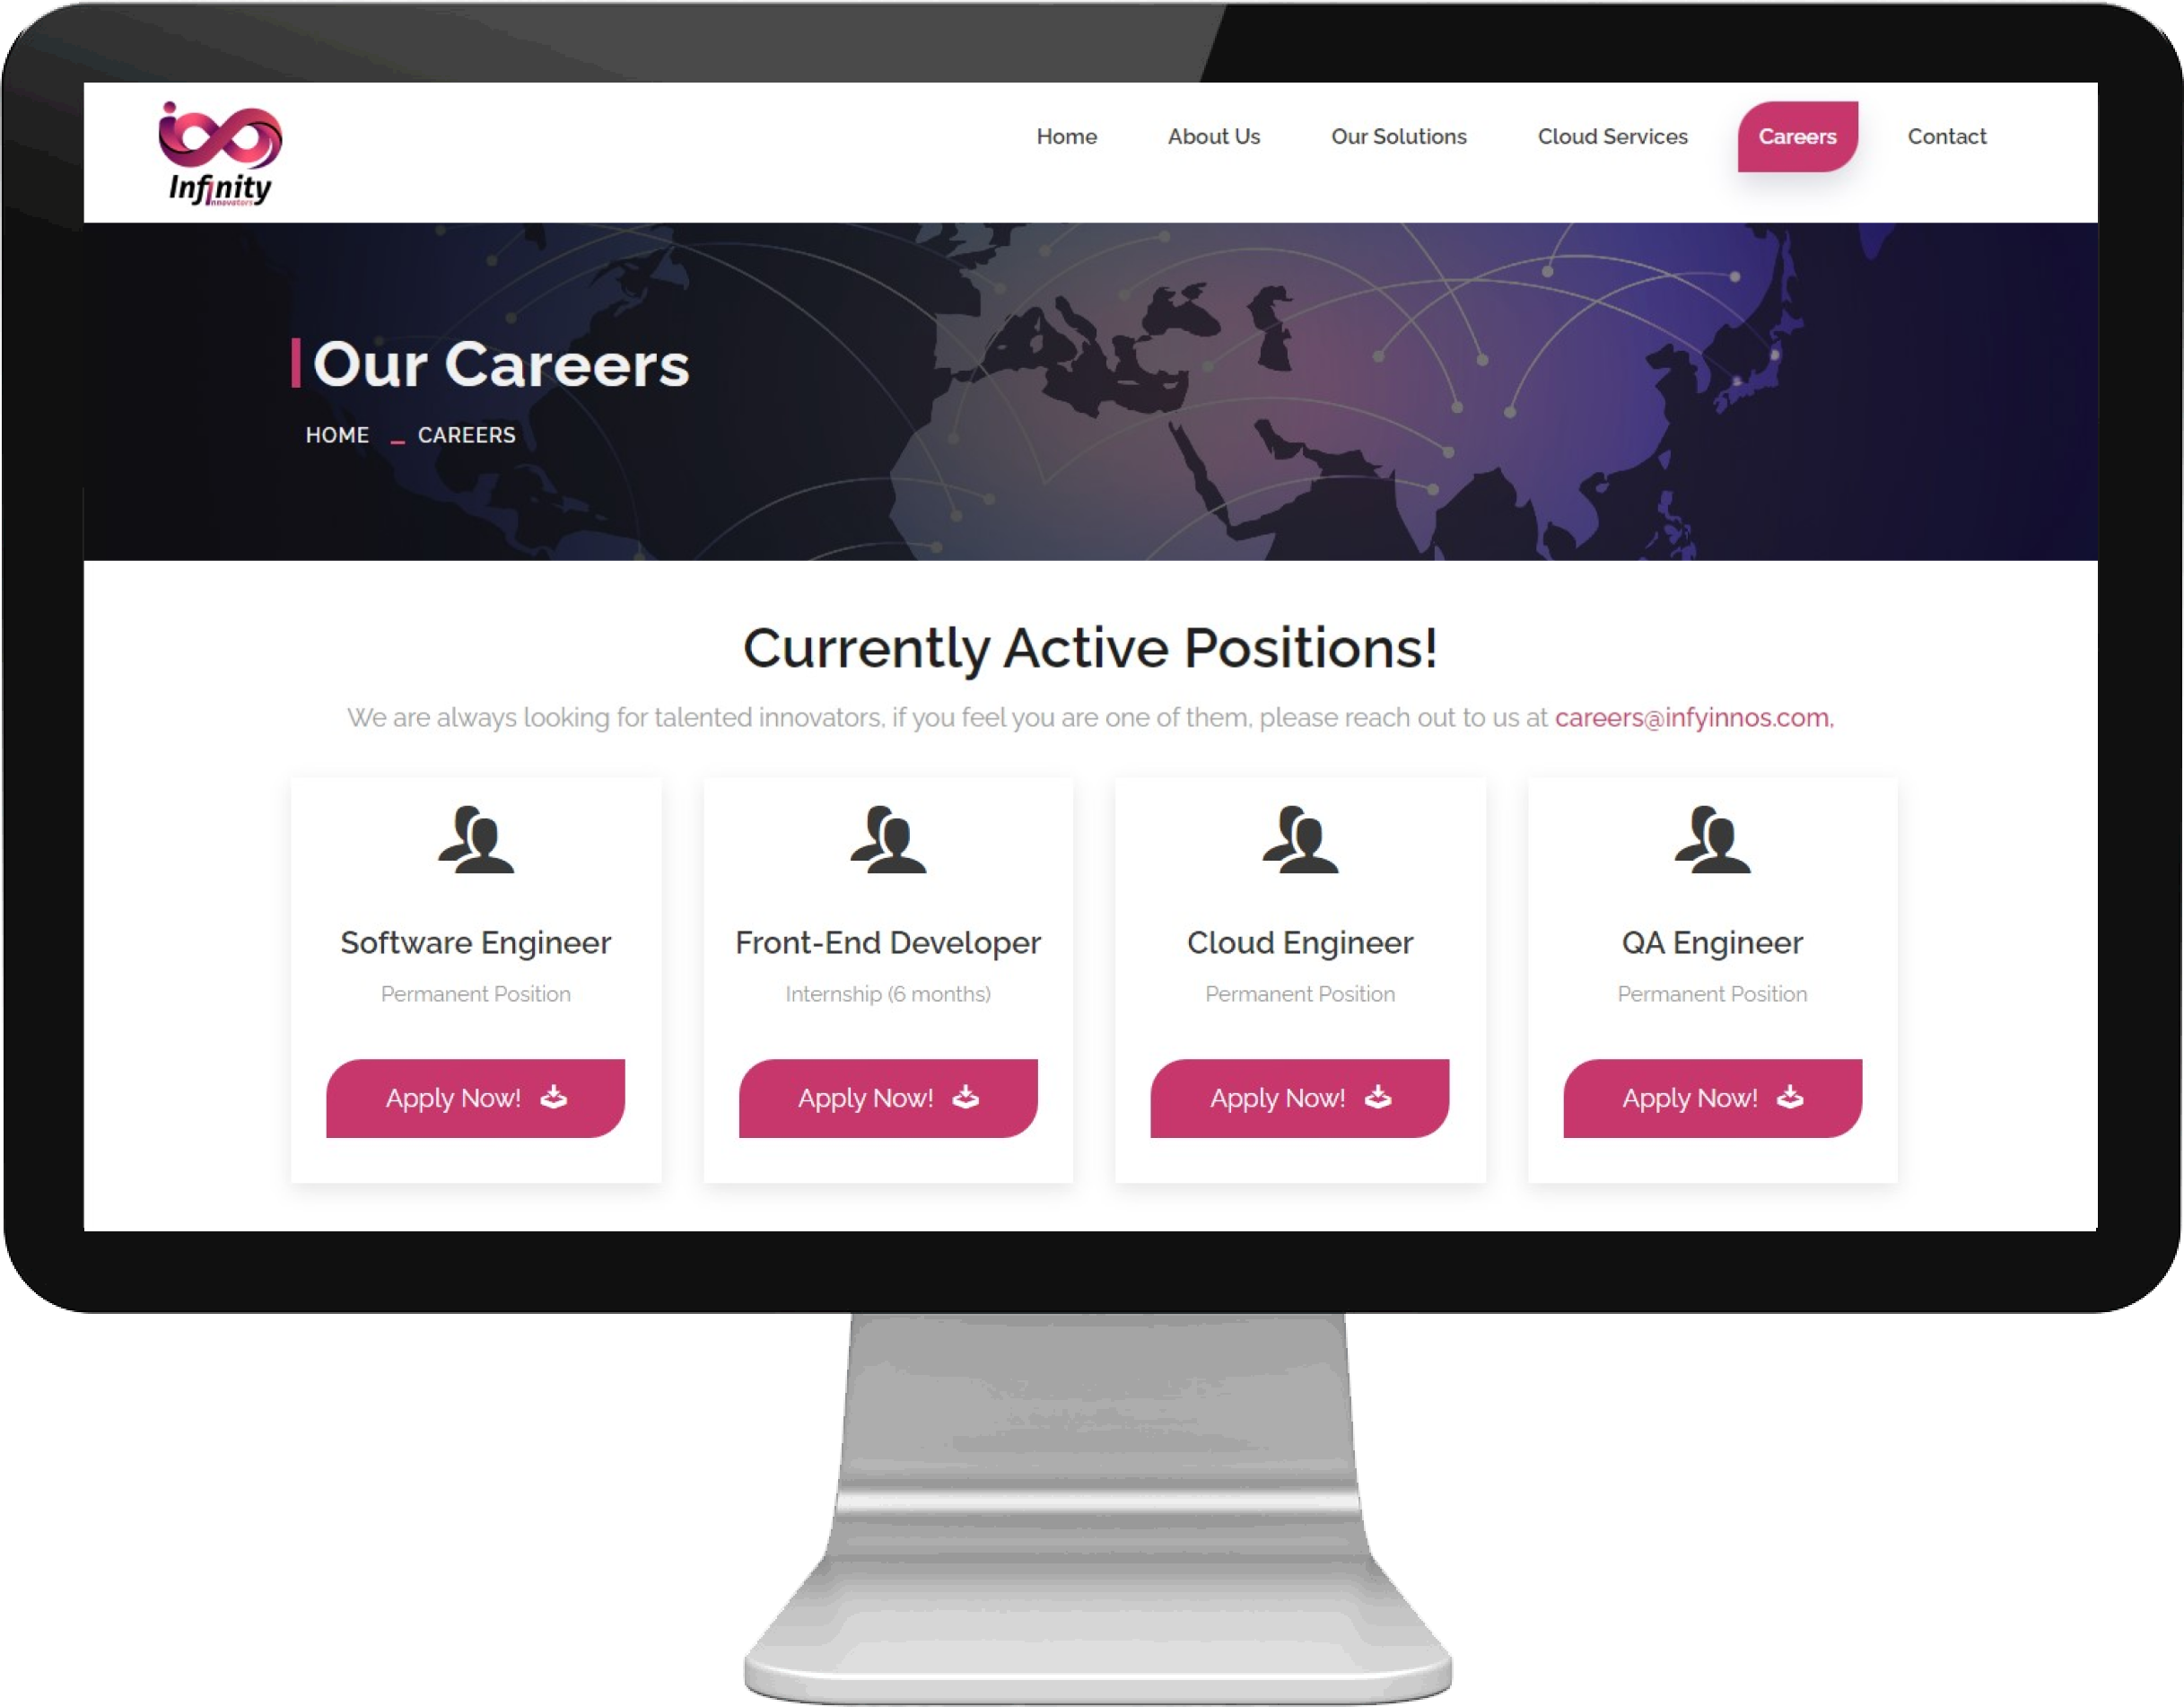 Infinity
nnovators
Home About Us Our Solutions Cloud Services Careers Contact
Our Careers
HOME _ CAREERS
Currently Active Positions!
We are always looking for talented innovators, if you feel you are one of them, please reach out to us at careers@infyinnos.com,
Software Engineer
Permanent Position
Apply Now!
Front-End Developer
Internship (6 months)
Apply Now!
Cloud Engineer
Permanent Position
Apply Now!
QA Engineer
Permanent Position
Apply Now!